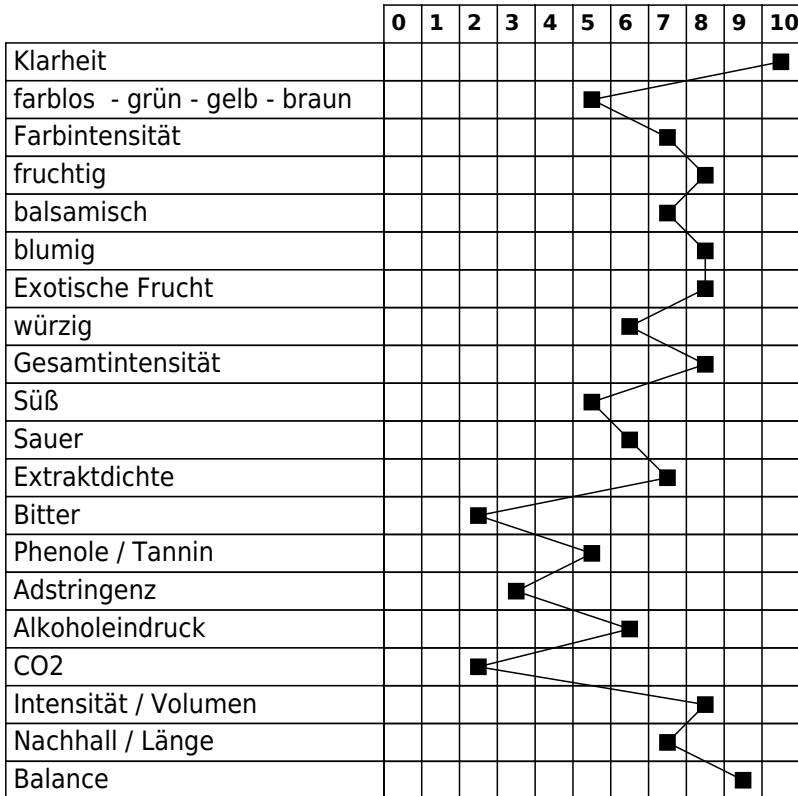 0 1 2 3 4 5 6 7 8 9 10
Klarheit
farblos - grün - gelb - braun
Farbintensität
fruchtig
balsamisch
blumig
Exotische Frucht
würzig
Gesamtintensität
Süß
Sauer
Extraktdichte
Bitter
Phenole / Tannin
Adstringenz
Alkoholeindruck
CO2
Intensität / Volumen
Nachhall / Länge
Balance